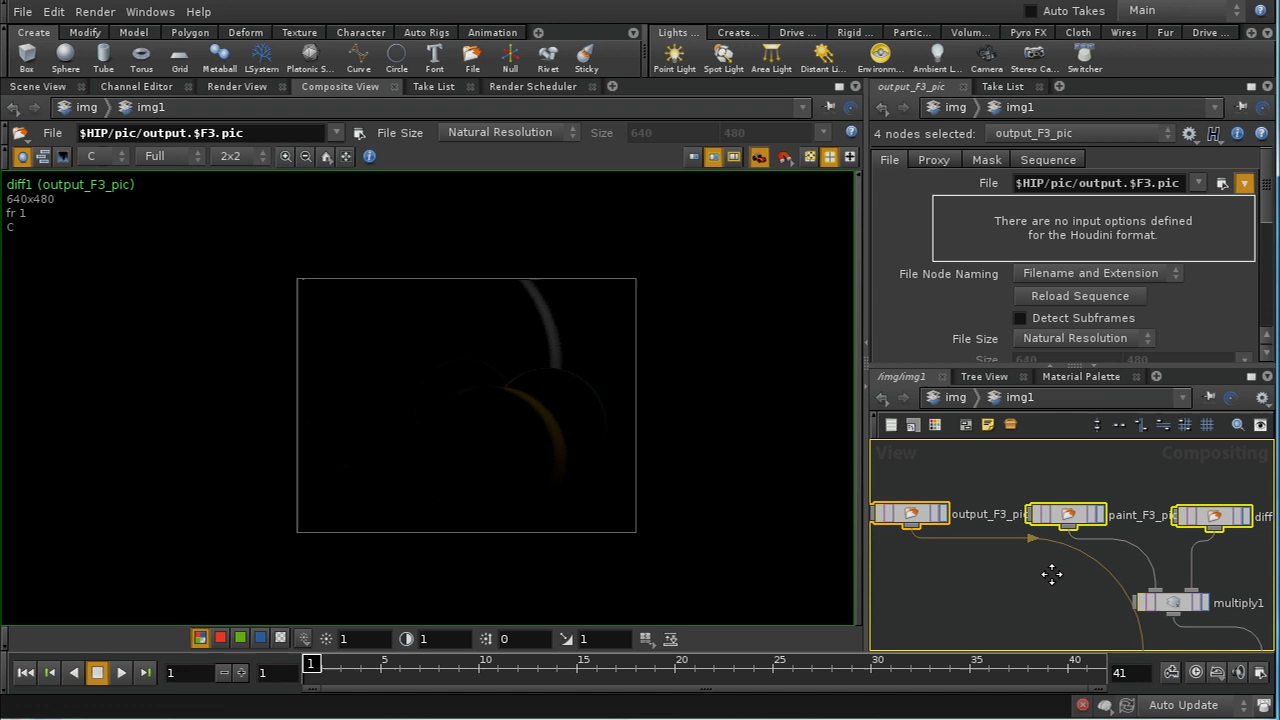 File Edit Render Windows Help Auto Takes Main
Create Modify Model Polygon Deform Texture Character Auto Rigs Animation Lights ... Create... Drive ... Rigid ... Partic... Volum... Pyro FX Cloth Wires Fur Drive ...
Box Sphere Tube Torus Grid Metaball LSystem Platonic S... Curve Circle Font File Null Rivet Sticky Point Light Spot Light Area Light Distant Li... Environm... Ambient L... Camera Stereo Ca... Switcher
Scene View Channel Editor Render View Composite View Take List Render Scheduler output_F3_pic Take List
img img1 img img1
File $HIP/pic/output.$F3.pic File Size Natural Resolution Size 640 480 4 nodes selected: output_F3_pic
C Full 2x2 File Proxy Mask Sequence
diff1 (output_F3_pic) File $HIP/pic/output.$F3.pic
640x480
fr 1
C
There are no input options defined
for the Houdini format.
File Node Naming Filename and Extension
Reload Sequence
Detect Subframes
File Size Natural Resolution
Size 640 480
/img/img1 Tree View Material Palette
img img1
View Compositing
output_F3_pic paint_F3_pic diff
multiply1
1 1 0 1
1 1 1 5 10 15 20 25 30 35 40 41
Auto Update